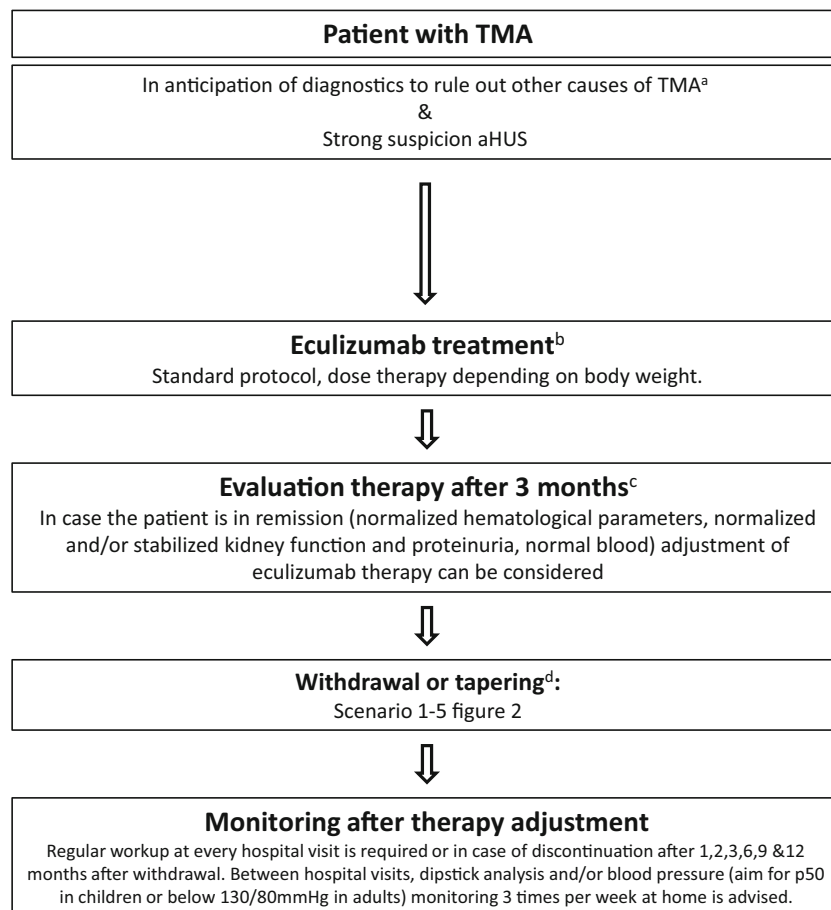 Patient with TMA
In anticipation of diagnostics to rule out other causes of TMAa
&
Strong suspicion aHUS
Eculizumab treatmentb
Standard protocol, dose therapy depending on body weight.
Evaluation therapy after 3 monthsc
In case the patient is in remission (normalized hematological parameters, normalized
and/or stabilized kidney function and proteinuria, normal blood) adjustment of
eculizumab therapy can be considered
Withdrawal or taperingd:
Scenario 1-5 figure 2
Monitoring after therapy adjustment
Regular workup at every hospital visit is required or in case of discontinuation after 1,2,3,6,9 &12
months after withdrawal. Between hospital visits, dipstick analysis and/or blood pressure (aim for p50
in children or below 130/80mmHg in adults) monitoring 3 times per week at home is advised.